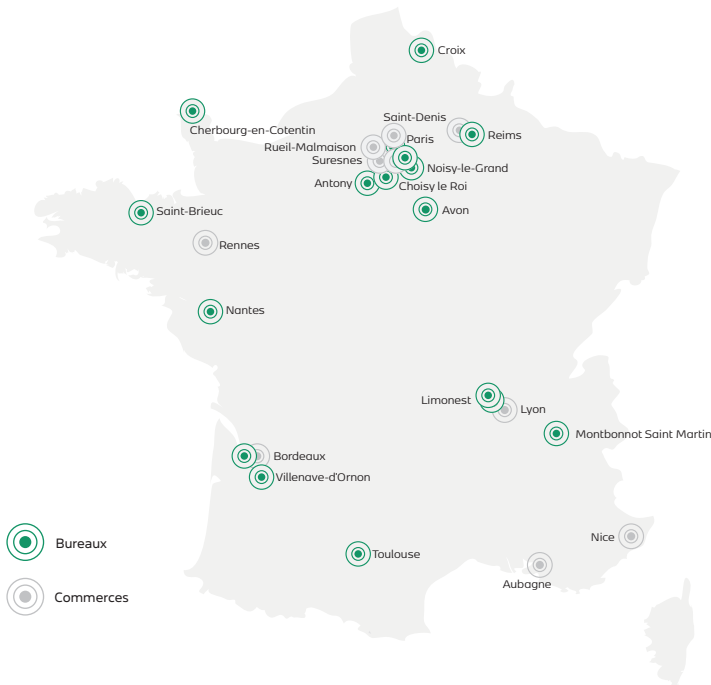 Croix
Saint-Denis
Cherbourg-en-Cotentin
Paris
Reims
Rueil-Malmaison
Suresnes
Noisy-le-Grand
Antony
Choisy le Roi
Saint-Brieuc
Avon
Rennes
Nantes
Limonest
Lyon
Montbonnot Saint Martin
Bordeaux
Villenave-d'Ornon
Nice
Bureaux
Toulouse
Aubagne
Commerces